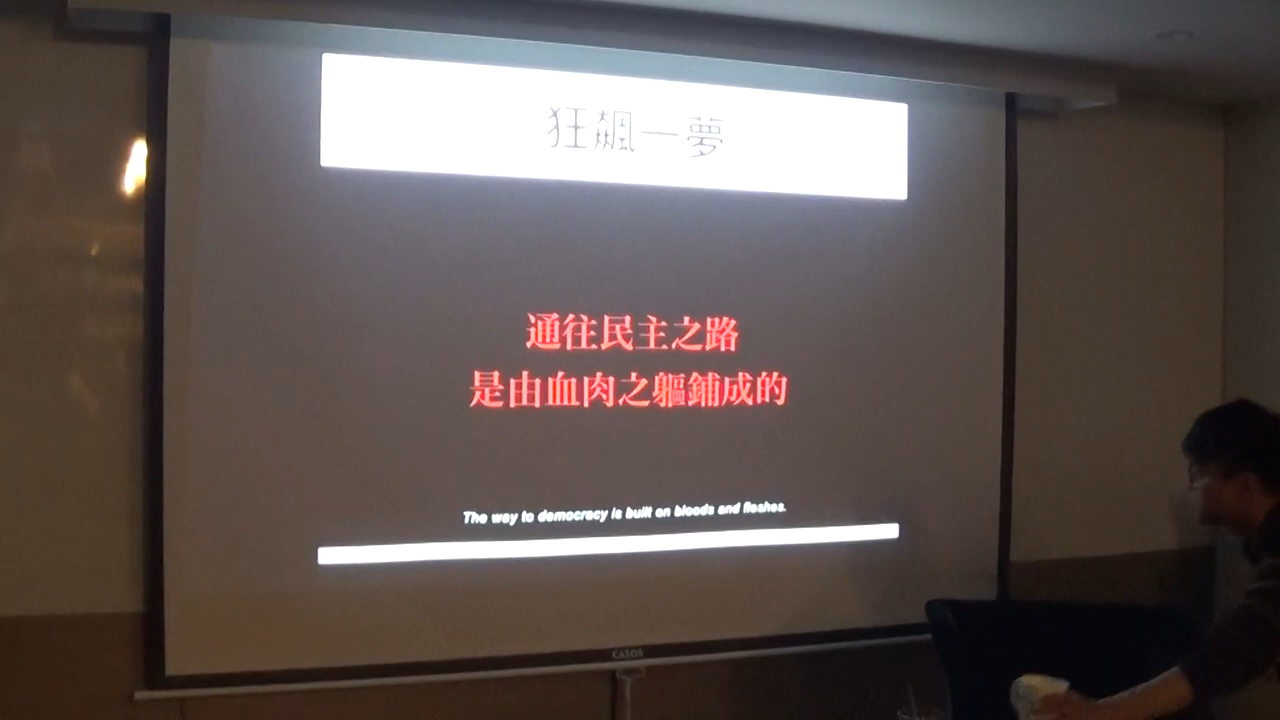 狂飆一夢
通往民主之路
是由血肉之軀鋪成的
The way to democracy is built on bloods and fleshes.
CASOS